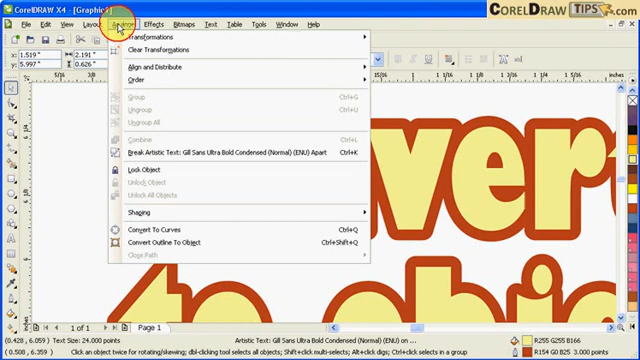 CorelDRAW X4 - [Graphic1]
CORELDRAW TIPS.COM
File Edit View Layout Arrange Effects Bitmaps Text Table Tools Window Help
x: 1.519 "
y: 5.997 "
2.191 "
0.626 "
Transformations
Clear Transformations
Align and Distribute
Order
Group Ctrl+G
Ungroup Ctrl+U
Ungroup All
Combine Ctrl+L
Break Artistic Text: Gill Sans Ultra Bold Condensed (Normal) (ENU) Apart Ctrl+K
Lock Object
Unlock Object
Unlock All Objects
Shaping
Convert To Curves Ctrl+Q
Convert Outline To Object Ctrl+Shift+Q
Close Path
inches
vert
to obje
1 of 1
Page 1
(0.428 , 6.059) Text Size: 24.000 points
Artistic Text: Gill Sans Ultra Bold Condensed (Normal) (ENU) on ...
R255 G255 B166
(0.508 , 6.359) Click an object twice for rotating/skewing; dbl-clicking tool selects all objects; Shift+click multi-selects; Alt+click digs; Ctrl+click selects in a group
R4 G0 B25 3.000 points